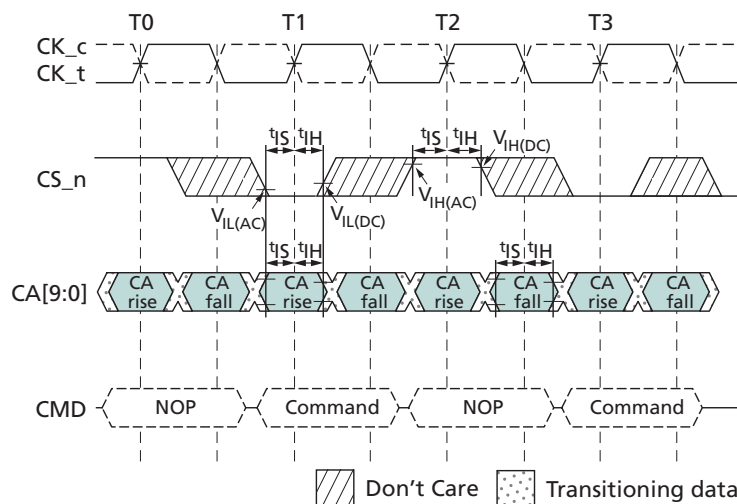 T0 T1 T2 T3
CK_c
CK_t
tIS tIH tIS tIH VIH(DC)
CS_n
VIL(AC) VIL(DC) VIH(AC)
tIS tIH tIS tIH
CA[9:0] CA rise CA fall CA rise CA fall CA rise CA fall CA rise CA fall
CMD NOP Command NOP Command
Don't Care Transitioning data